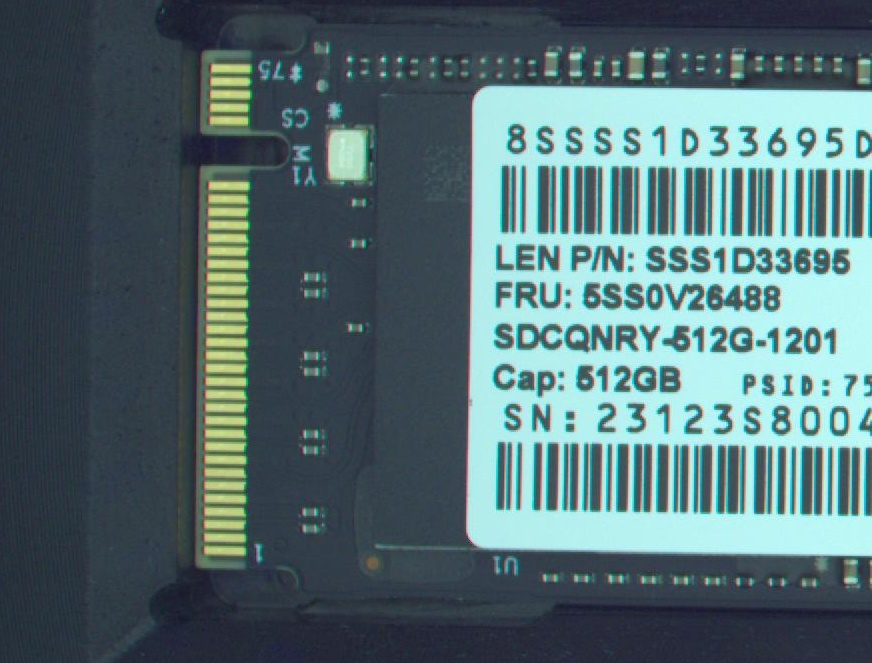 8SSSS1D33695D
LEN P/N: SSS1D33695
FRU: 5SS0V26488
SDCQNRY-512G-1201
Cap: 512GB PSID: 75
SN: 23123S8004
75
CS
M
Y1
1
U1